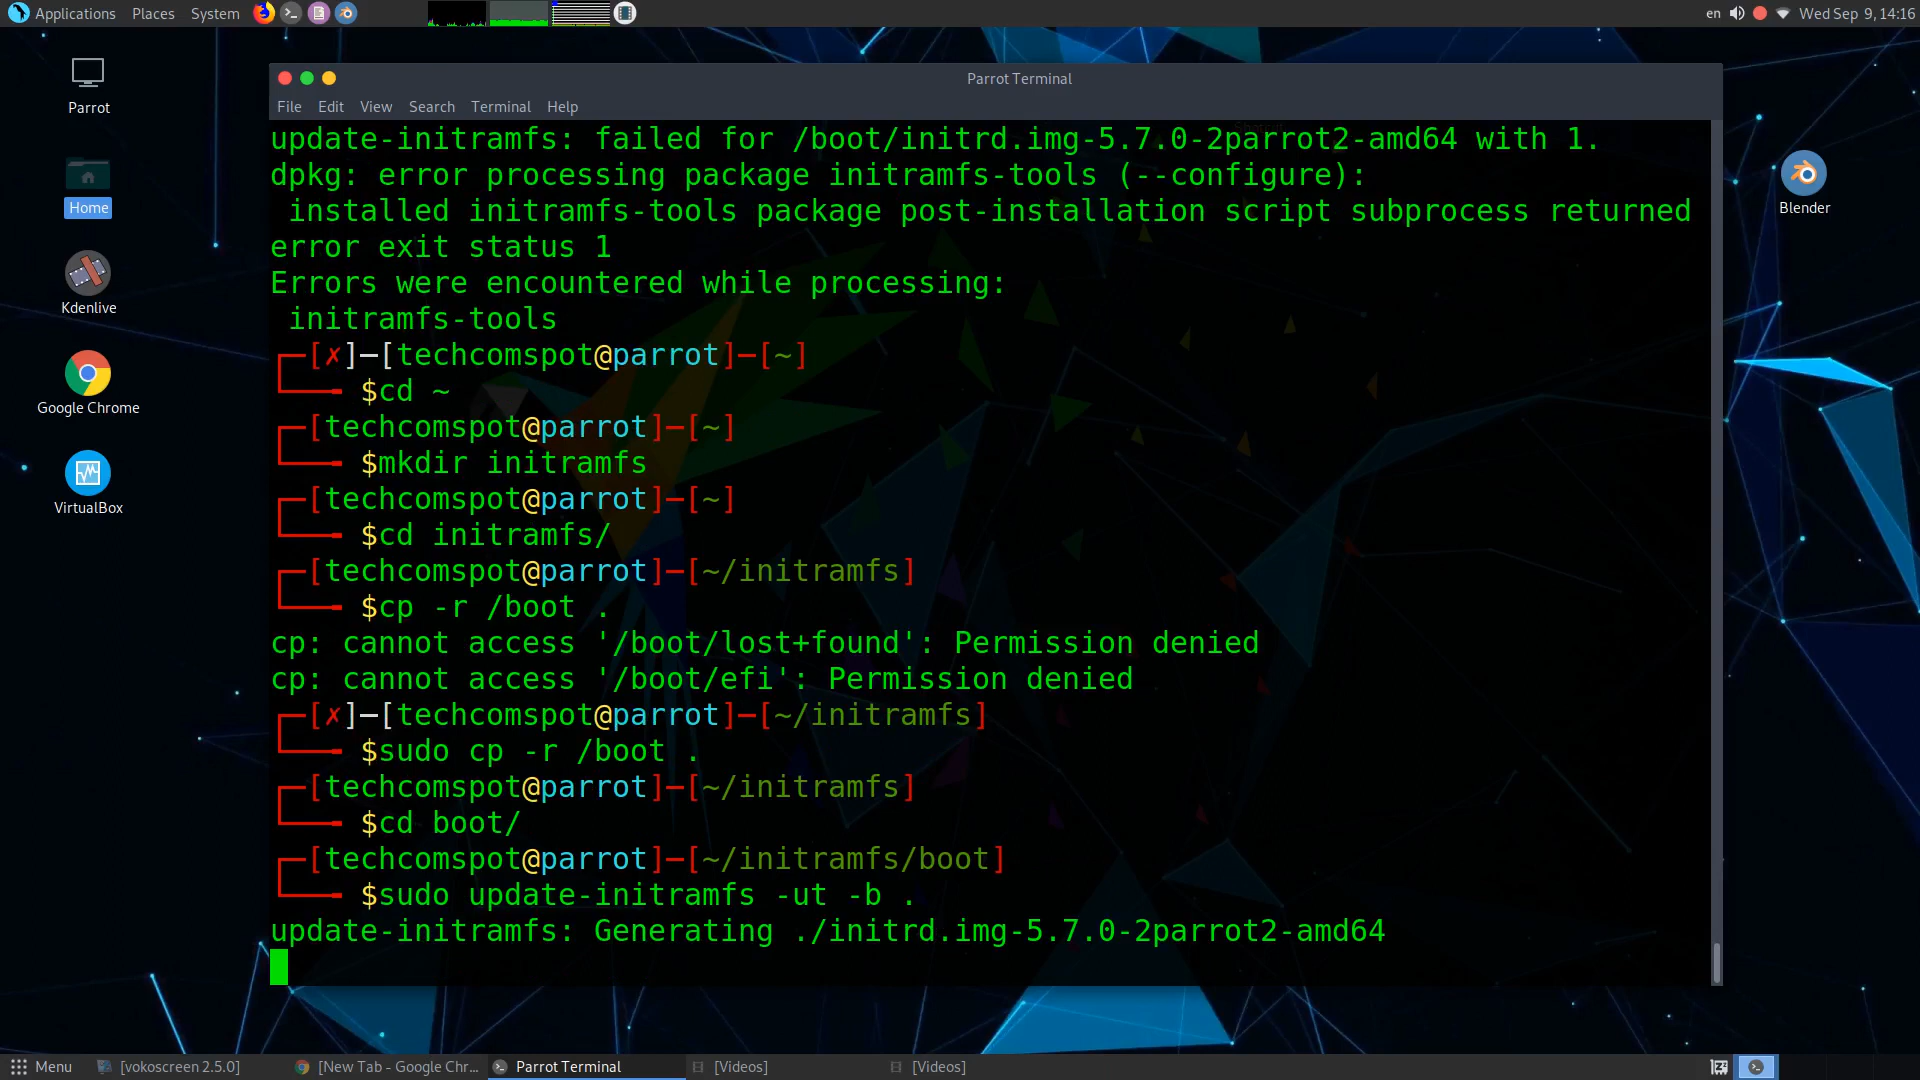 Applications Places System
en Wed Sep 9, 14:16
Parrot
Home
Kdenlive
Google Chrome
VirtualBox
Blender
Parrot Terminal
File Edit View Search Terminal Help
update-initramfs: failed for /boot/initrd.img-5.7.0-2parrot2-amd64 with 1.
dpkg: error processing package initramfs-tools (--configure):
installed initramfs-tools package post-installation script subprocess returned
error exit status 1
Errors were encountered while processing:
initramfs-tools
┌─[✗]─[techcomspot@parrot]─[~]
└──╼ $cd ~
┌─[techcomspot@parrot]─[~]
└──╼ $mkdir initramfs
┌─[techcomspot@parrot]─[~]
└──╼ $cd initramfs/
┌─[techcomspot@parrot]─[~/initramfs]
└──╼ $cp -r /boot .
cp: cannot access '/boot/lost+found': Permission denied
cp: cannot access '/boot/efi': Permission denied
┌─[✗]─[techcomspot@parrot]─[~/initramfs]
└──╼ $sudo cp -r /boot .
┌─[techcomspot@parrot]─[~/initramfs]
└──╼ $cd boot/
┌─[techcomspot@parrot]─[~/initramfs/boot]
└──╼ $sudo update-initramfs -ut -b .
update-initramfs: Generating ./initrd.img-5.7.0-2parrot2-amd64
Menu [vokoscreen 2.5.0] [New Tab - Google Chr... Parrot Terminal [Videos] [Videos]